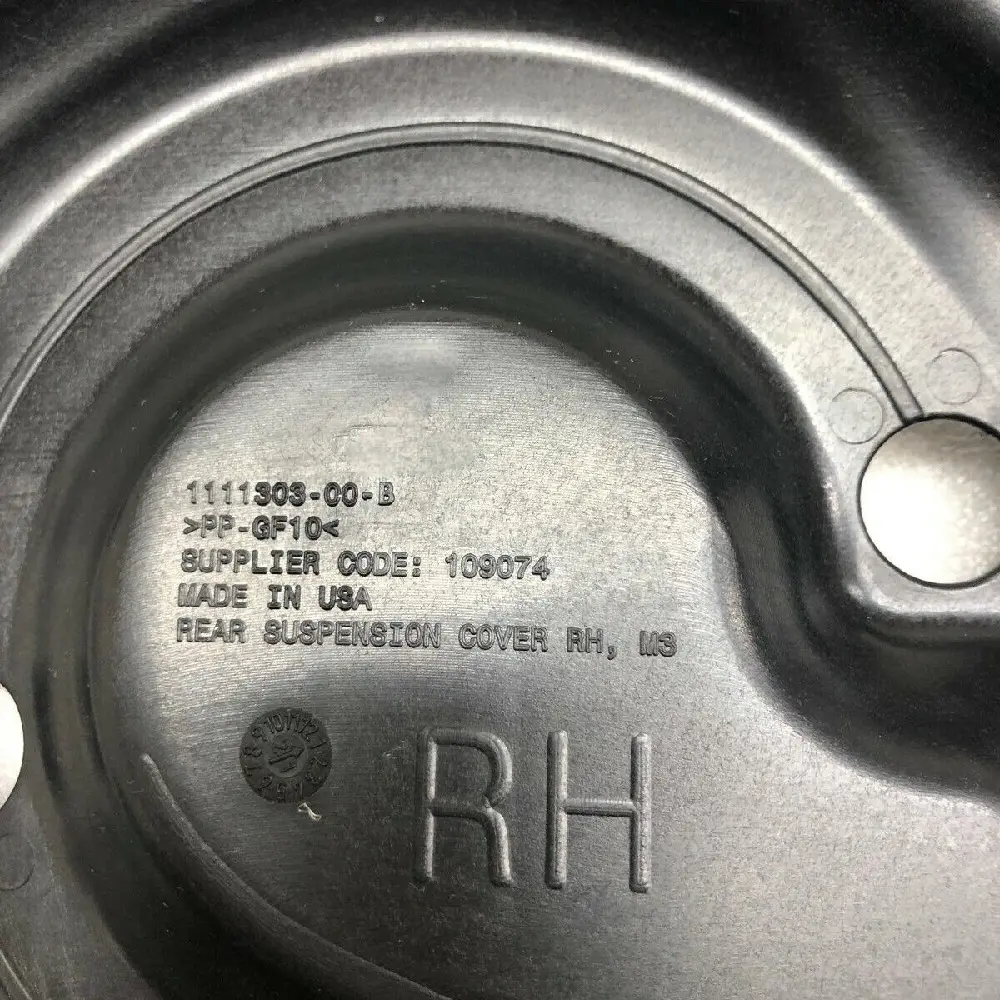 1111303-00-B
>PP-GF10<
SUPPLIER CODE: 109074
MADE IN USA
REAR SUSPENSION COVER RH, M3
RH